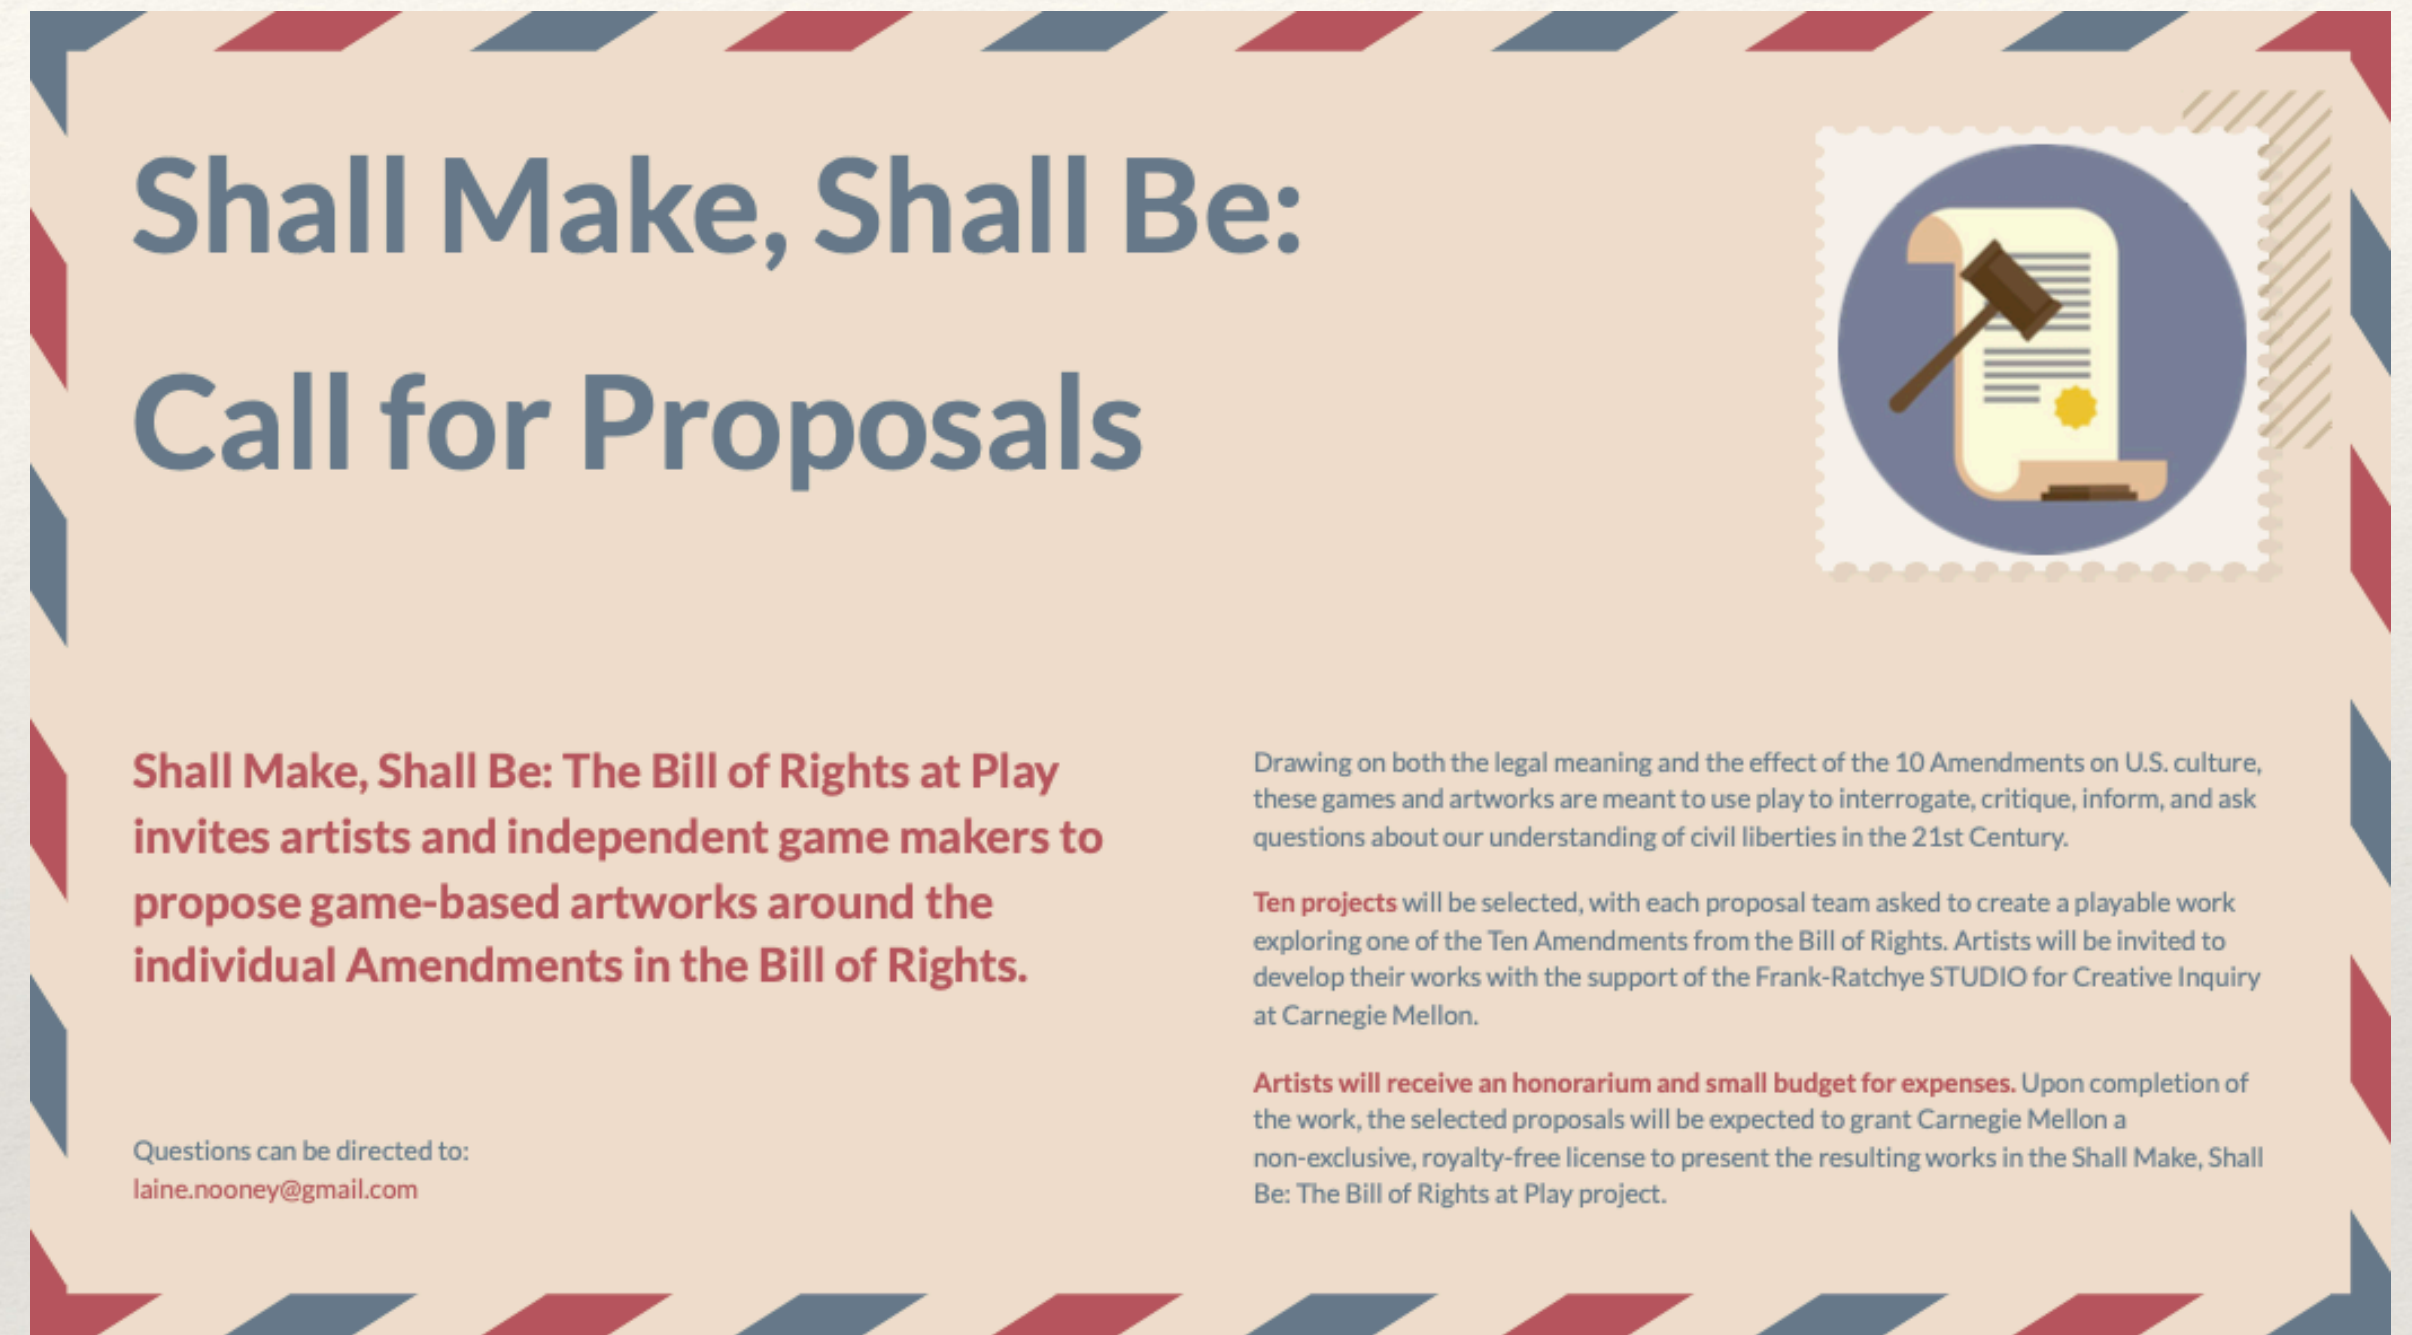 Shall Make, Shall Be:
Call for Proposals
Shall Make, Shall Be: The Bill of Rights at Play
invites artists and independent game makers to
propose game-based artworks around the
individual Amendments in the Bill of Rights.
Questions can be directed to:
laine.nooney@gmail.com
Drawing on both the legal meaning and the effect of the 10 Amendments on U.S. culture,
these games and artworks are meant to use play to interrogate, critique, inform, and ask
questions about our understanding of civil liberties in the 21st Century.
Ten projects will be selected, with each proposal team asked to create a playable work
exploring one of the Ten Amendments from the Bill of Rights. Artists will be invited to
develop their works with the support of the Frank-Ratchye STUDIO for Creative Inquiry
at Carnegie Mellon.
Artists will receive an honorarium and small budget for expenses. Upon completion of
the work, the selected proposals will be expected to grant Carnegie Mellon a
non-exclusive, royalty-free license to present the resulting works in the Shall Make, Shall
Be: The Bill of Rights at Play project.